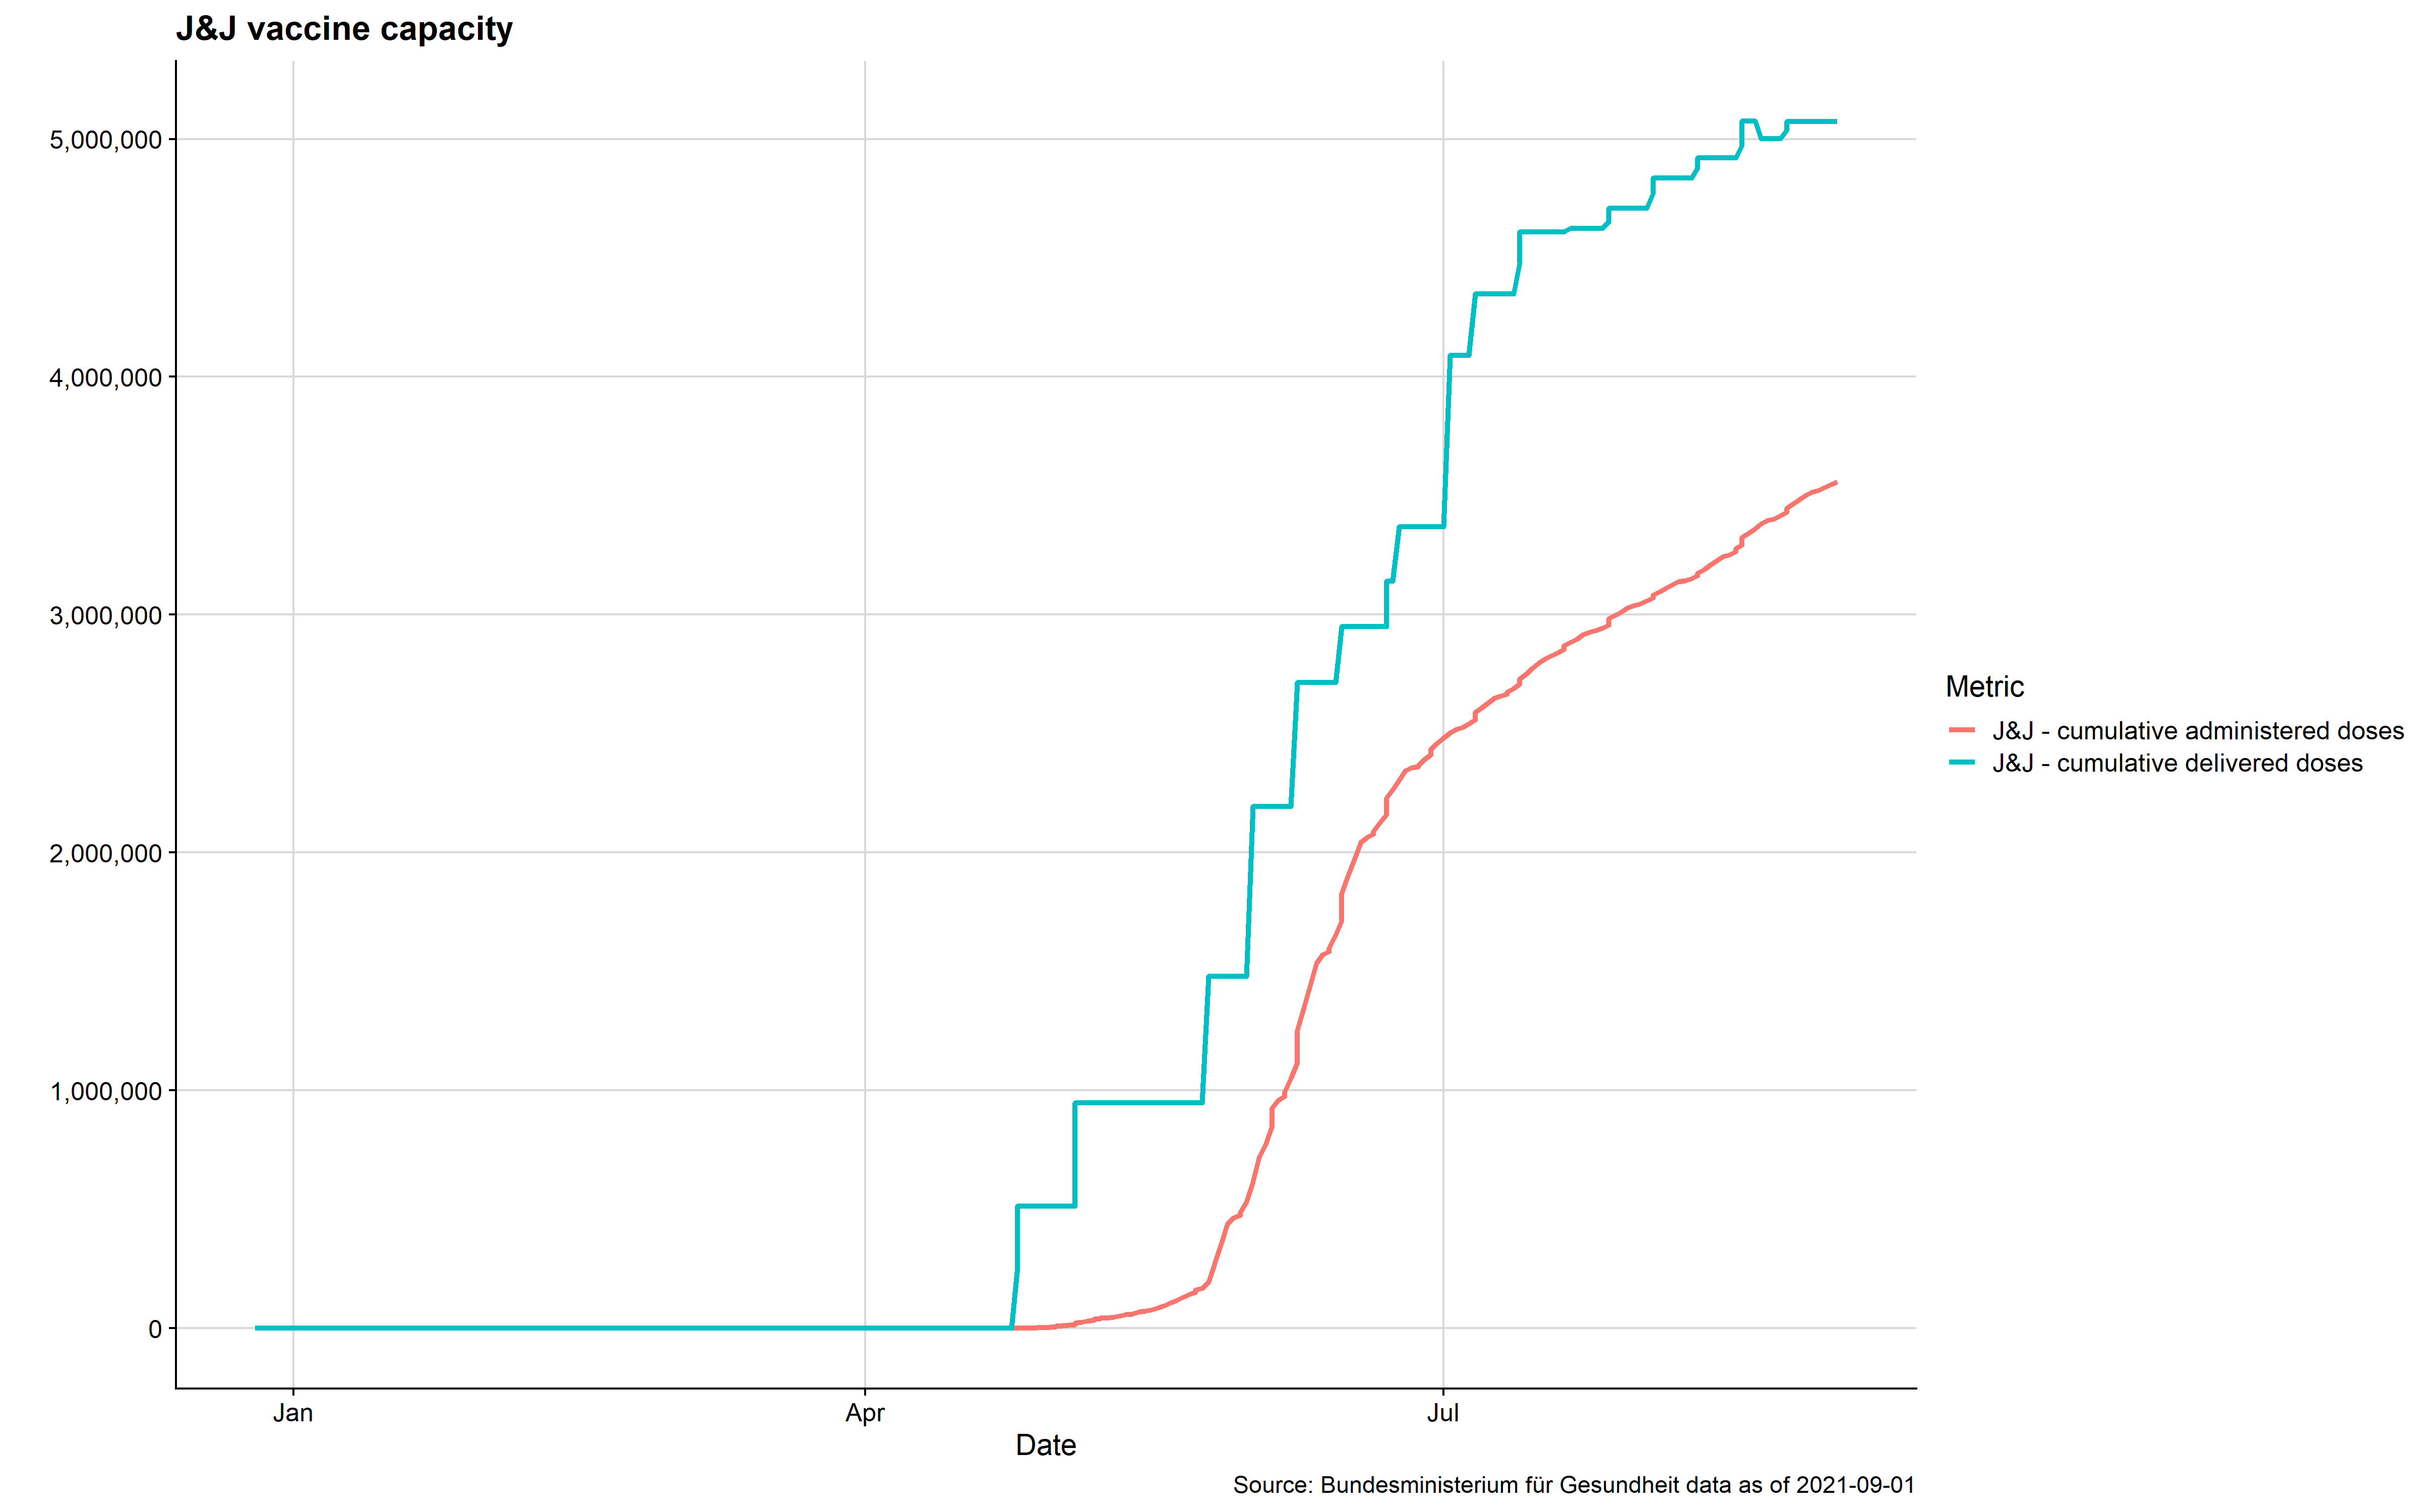 J&J vaccine capacity
5,000,000
4,000,000
3,000,000
2,000,000
1,000,000
0
Jan Apr Jul
Date
Metric
J&J - cumulative administered doses
J&J - cumulative delivered doses
Source: Bundesministerium für Gesundheit data as of 2021-09-01